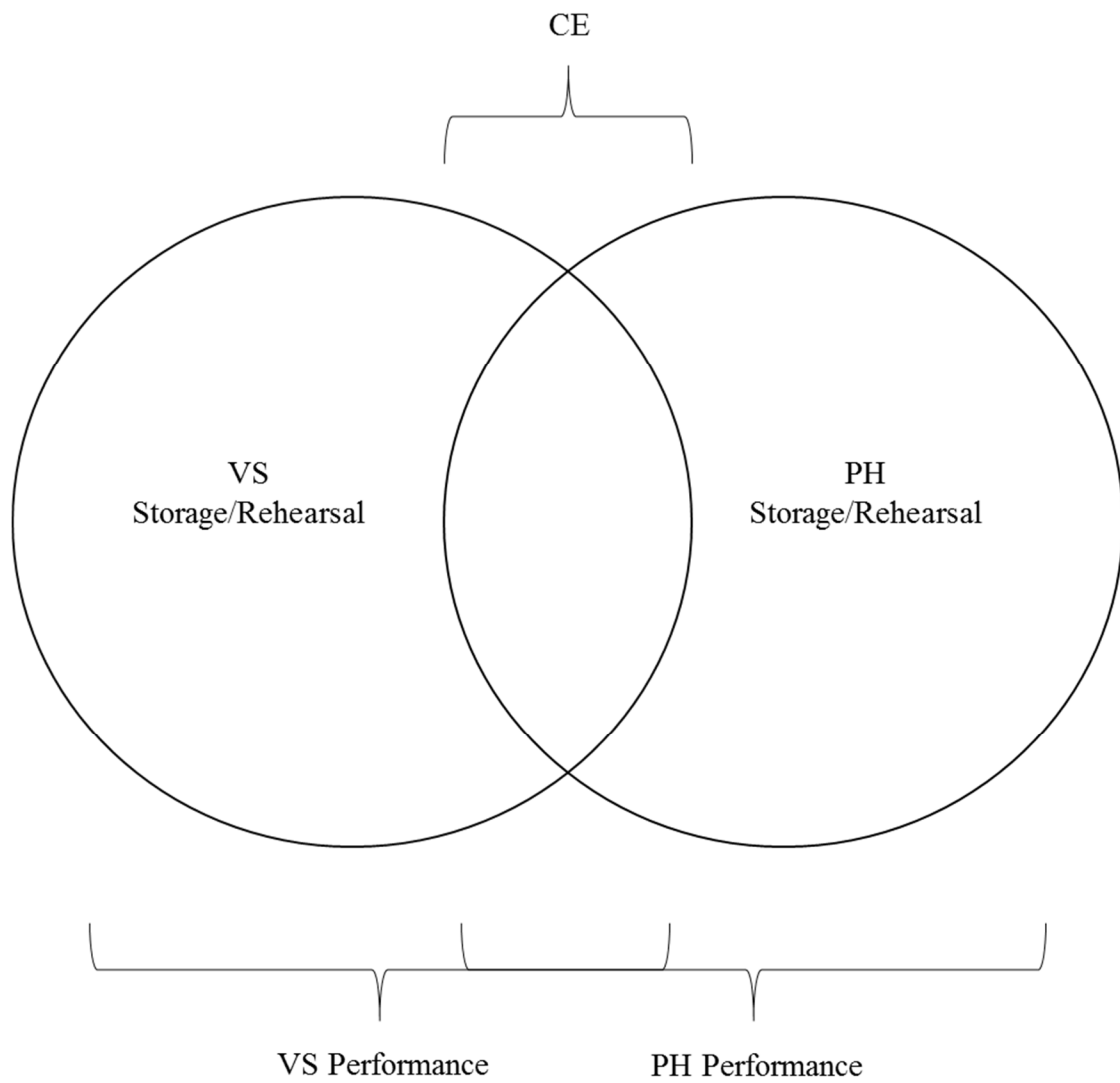 CE
VS
Storage/Rehearsal
PH
Storage/Rehearsal
VS Performance
PH Performance